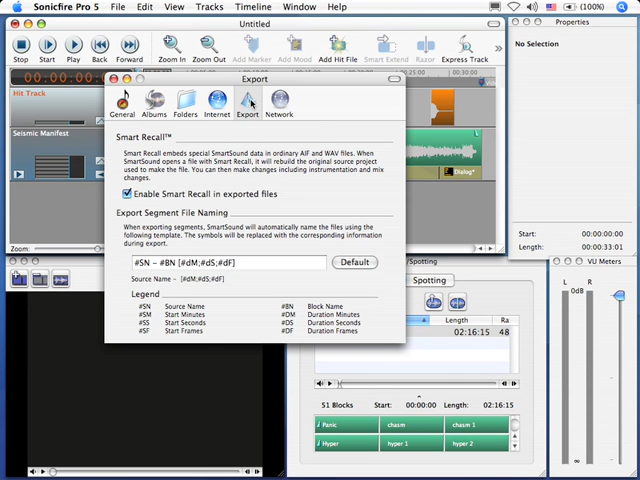 Sonicfire Pro 5 File Edit View Tracks Timeline Window Help (100%)
Untitled
Properties
Stop Start Play Back Forward Zoom In Zoom Out Add Marker Add Mood Add Hit File Smart Extend Razor Express Track
No Selection
00:00:00:0
00:25:00 00:30:00
Hit Track
Seismic Manifest
Dialog*
Zoom:
Start: 00:00:00:00
Length: 00:00:33:01
Export
General Albums Folders Internet Export Network
Smart Recall™
Smart Recall embeds special SmartSound data in ordinary AIF and WAV files. When
SmartSound opens a file with Smart Recall, it will rebuild the original source project
used to make the file. You can then make changes including instrumentation and mix
changes.
Enable Smart Recall in exported files
Export Segment File Naming
When exporting segments, SmartSound will automatically name the files using the
following template. The symbols will be replaced with the corresponding information
during export.
#SN - #BN [#dM;#dS;#dF]
Default
Source Name - [#dM;#dS;#dF]
Legend
#SN Source Name #BN Block Name
#SM Start Minutes #DM Duration Minutes
#SS Start Seconds #DS Duration Seconds
#SF Start Frames #DF Duration Frames
/Spotting
Spotting
Length Ra
02:16:15 48
51 Blocks Start: 00:00:00 Length: 02:16:15
Panic chasm chasm 1
Hyper hyper 1 hyper 2
VU Meters
L R
0dB
∞